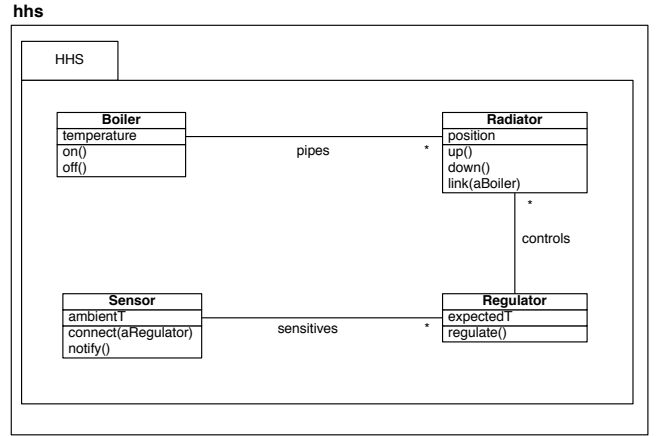 hhs
HHS
Boiler
temperature
on()
off()
pipes
*
Radiator
position
up()
down()
link(aBoiler)
*
controls
Sensor
ambientT
connect(aRegulator)
notify()
sensitives
*
Regulator
expectedT
regulate()